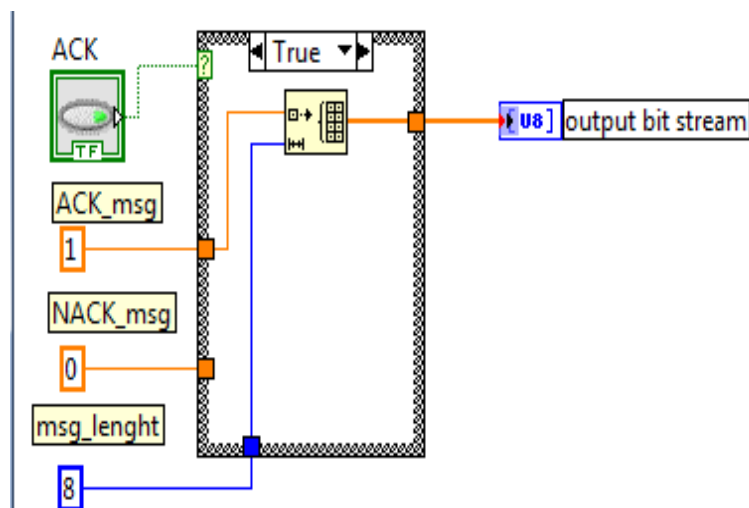 ACK
TF
ACK_msg
1
NACK_msg
0
msg_lenght
8
?
True
[U8]
output bit stream